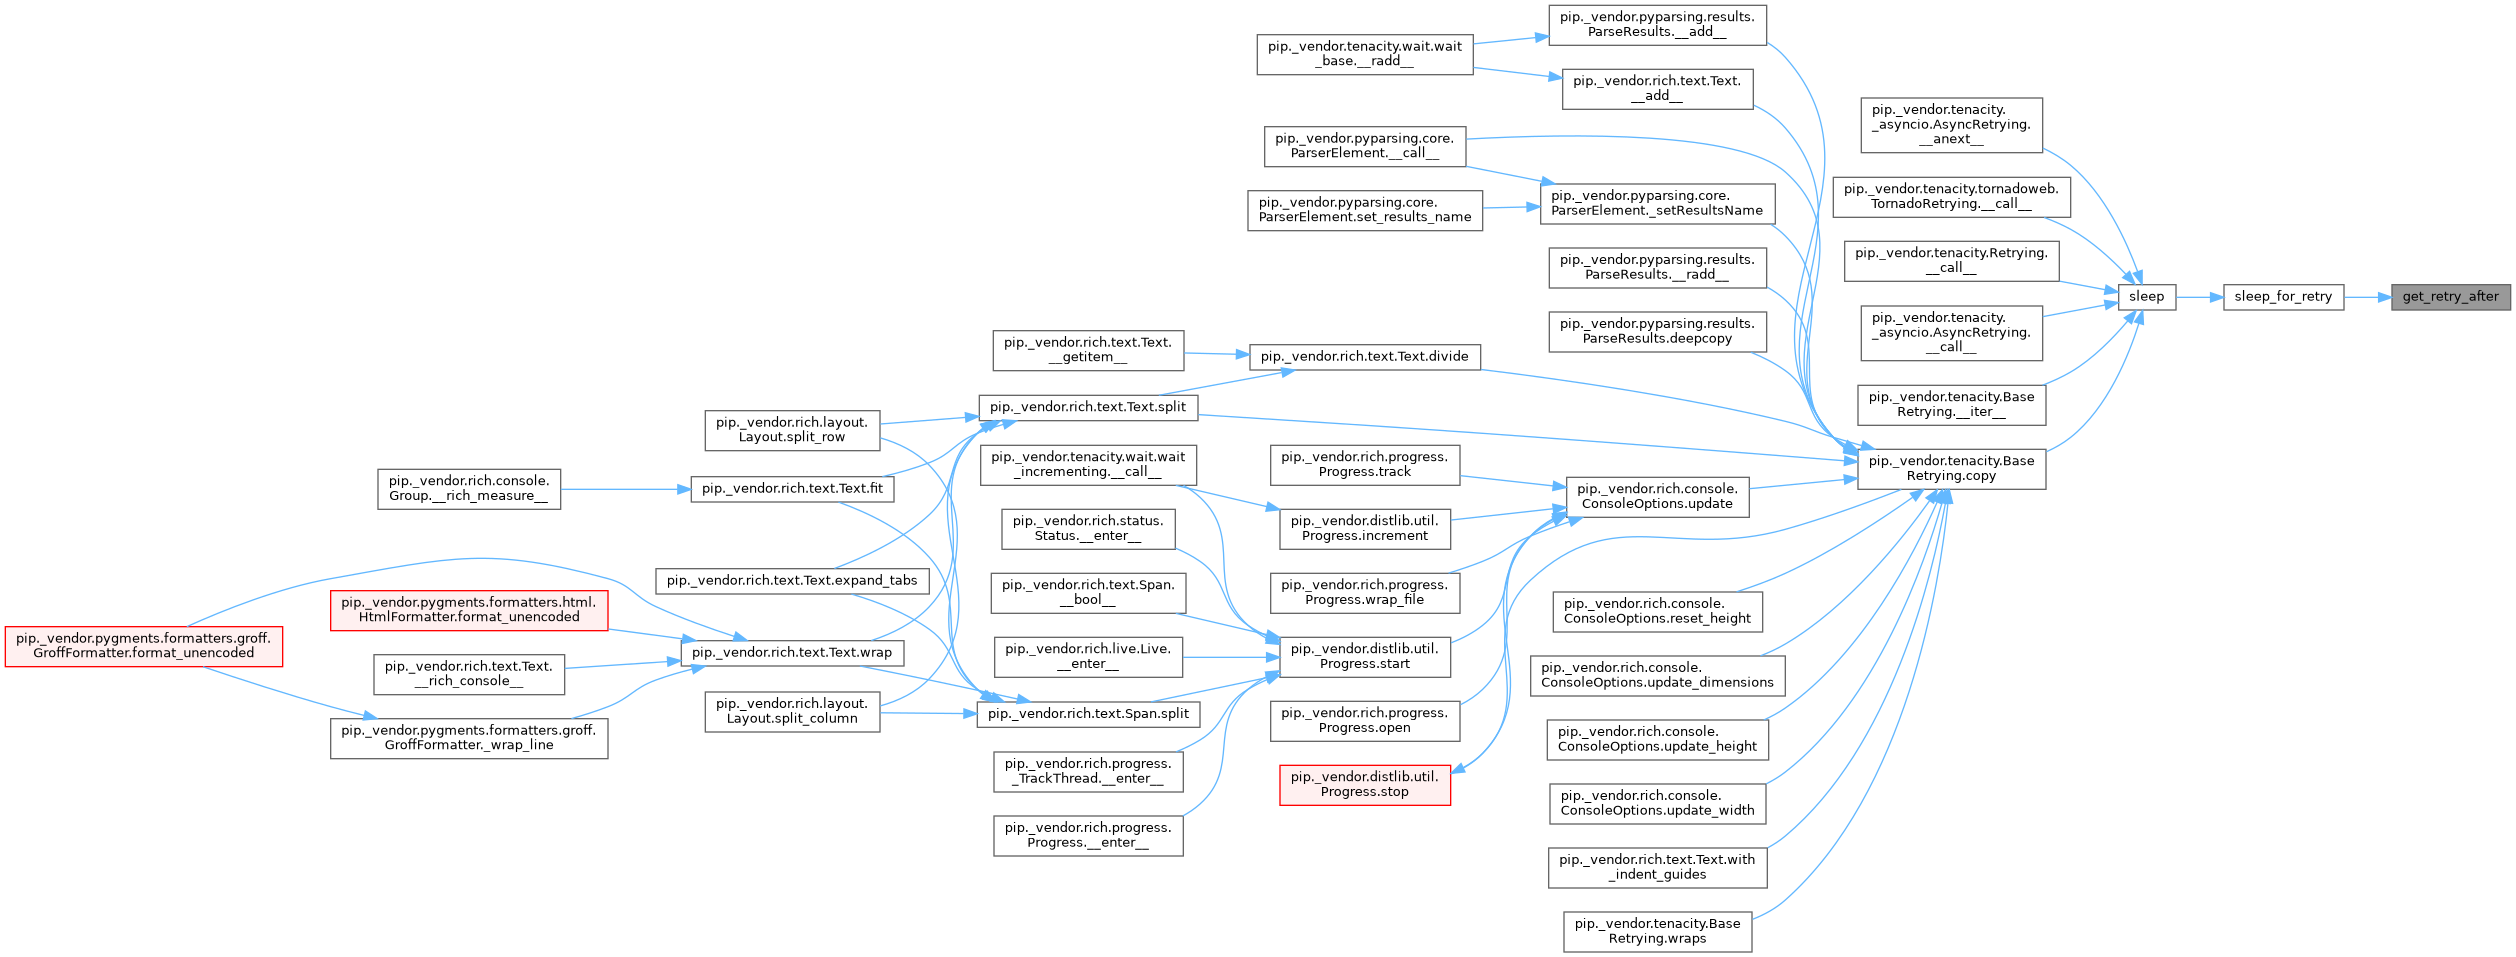 pip._vendor.pyparsing.results.
ParseResults.__add__
pip._vendor.tenacity.wait.wait
_base.__radd__
pip._vendor.rich.text.Text.
__add__
pip._vendor.tenacity.
_asyncio.AsyncRetrying.
__anext__
pip._vendor.pyparsing.core.
ParserElement.__call__
pip._vendor.tenacity.tornadoweb.
TornadoRetrying.__call__
pip._vendor.pyparsing.core.
ParserElement._setResultsName
pip._vendor.pyparsing.core.
ParserElement.set_results_name
pip._vendor.tenacity.Retrying.
__call__
pip._vendor.pyparsing.results.
ParseResults.__radd__
sleep
sleep_for_retry
get_retry_after
pip._vendor.tenacity.
_asyncio.AsyncRetrying.
__call__
pip._vendor.pyparsing.results.
ParseResults.deepcopy
pip._vendor.rich.text.Text.
__getitem__
pip._vendor.rich.text.Text.divide
pip._vendor.tenacity.Base
Retrying.__iter__
pip._vendor.rich.text.Text.split
pip._vendor.rich.layout.
Layout.split_row
pip._vendor.tenacity.wait.wait
_incrementing.__call__
pip._vendor.rich.progress.
Progress.track
pip._vendor.tenacity.Base
Retrying.copy
pip._vendor.rich.console.
Group.__rich_measure__
pip._vendor.rich.text.Text.fit
pip._vendor.rich.console.
ConsoleOptions.update
pip._vendor.rich.status.
Status.__enter__
pip._vendor.distlib.util.
Progress.increment
pip._vendor.rich.text.Text.expand_tabs
pip._vendor.rich.text.Span.
__bool__
pip._vendor.rich.progress.
Progress.wrap_file
pip._vendor.rich.console.
ConsoleOptions.reset_height
pip._vendor.pygments.formatters.html.
HtmlFormatter.format_unencoded
pip._vendor.pygments.formatters.groff.
GroffFormatter.format_unencoded
pip._vendor.rich.text.Text.wrap
pip._vendor.rich.live.Live.
__enter__
pip._vendor.distlib.util.
Progress.start
pip._vendor.rich.text.Text.
__rich_console__
pip._vendor.rich.console.
ConsoleOptions.update_dimensions
pip._vendor.rich.layout.
Layout.split_column
pip._vendor.rich.text.Span.split
pip._vendor.rich.progress.
Progress.open
pip._vendor.pygments.formatters.groff.
GroffFormatter._wrap_line
pip._vendor.rich.console.
ConsoleOptions.update_height
pip._vendor.rich.progress.
_TrackThread.__enter__
pip._vendor.distlib.util.
Progress.stop
pip._vendor.rich.console.
ConsoleOptions.update_width
pip._vendor.rich.progress.
Progress.__enter__
pip._vendor.rich.text.Text.with
_indent_guides
pip._vendor.tenacity.Base
Retrying.wraps